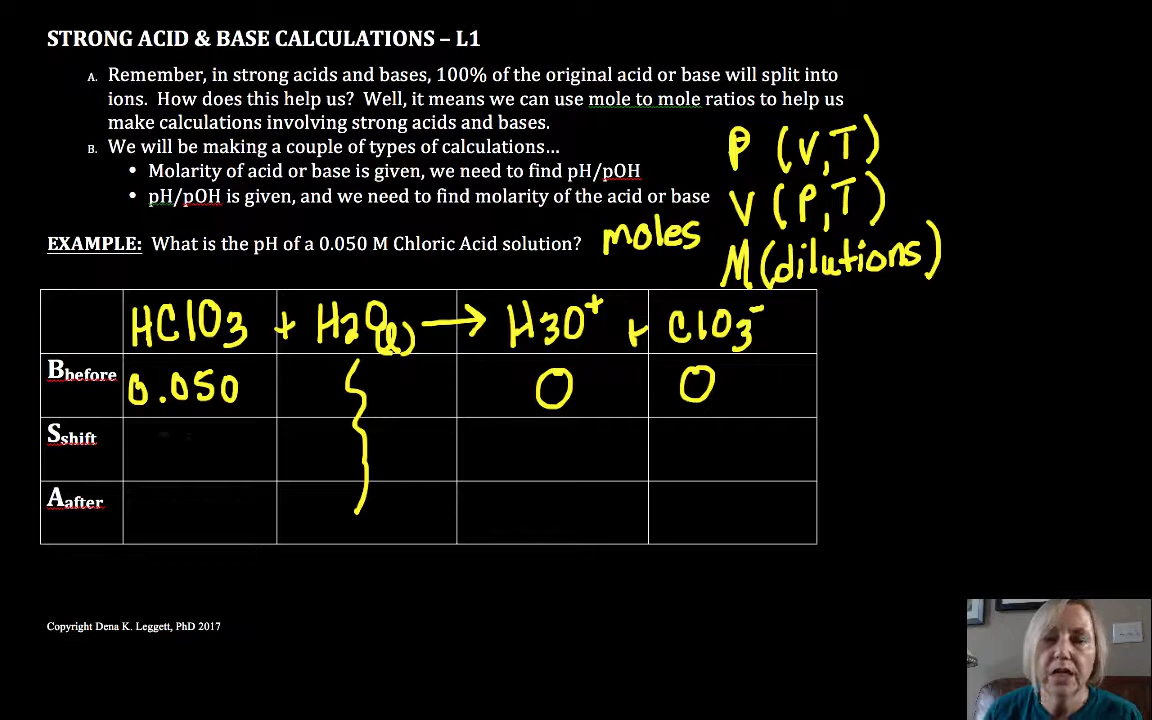 STRONG ACID & BASE CALCULATIONS – L1
A. Remember, in strong acids and bases, 100% of the original acid or base will split into
ions. How does this help us? Well, it means we can use mole to mole ratios to help us
make calculations involving strong acids and bases.
B. We will be making a couple of types of calculations…
• Molarity of acid or base is given, we need to find pH/pOH
• pH/pOH is given, and we need to find molarity of the acid or base
P (V,T)
V (P,T)
M (dilutions)
EXAMPLE: What is the pH of a 0.050 M Chloric Acid solution?
moles
HClO3 + H2O(l) → H3O+ + ClO3-
Bbefore 0.050 0 0
Sshift
Aafter
Copyright Dena K. Leggett, PhD 2017